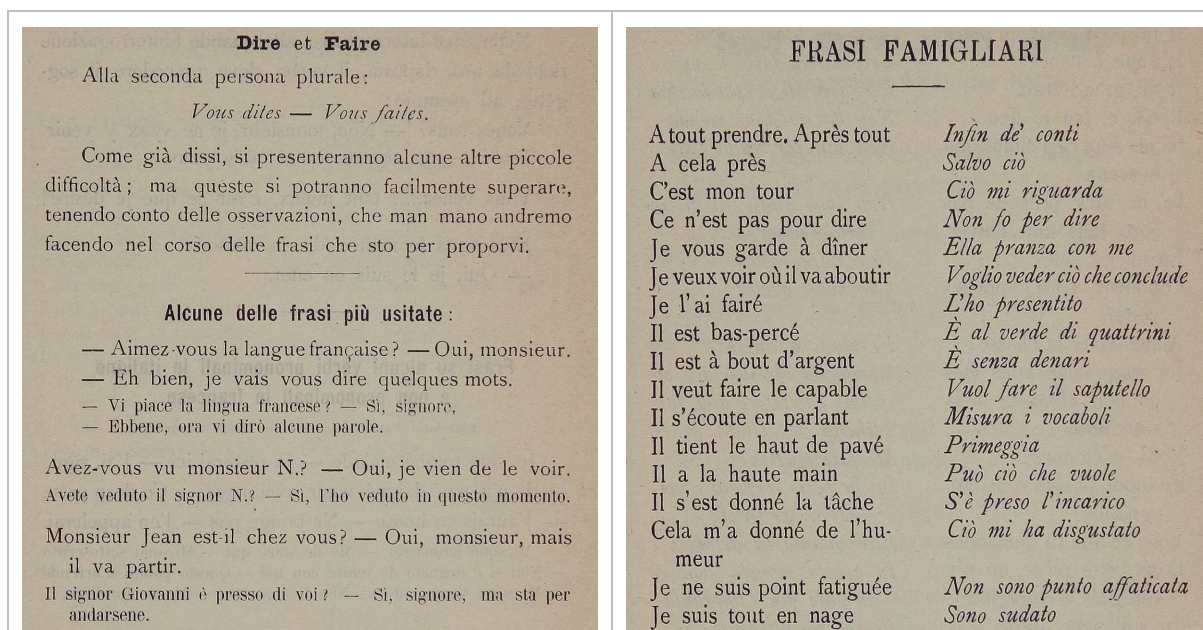 Dire et Faire
Alla seconda persona plurale:
Vous dites — Vous faites.
Come già dissi, si presenteranno alcune altre piccole
difficoltà; ma queste si potranno facilmente superare,
tenendo conto delle osservazioni, che man mano andremo
facendo nel corso delle frasi che sto per proporvi.
Alcune delle frasi più usitate:
— Aimez-vous la langue française? — Oui, monsieur.
— Eh bien, je vais vous dire quelques mots.
— Vi piace la lingua francese? — Sì, signore,
— Ebbene, ora vi dirò alcune parole.
Avez-vous vu monsieur N.? — Oui, je vien de le voir.
Avete veduto il signor N.? — Sì, l'ho veduto in questo momento.
Monsieur Jean est-il chez vous? — Oui, monsieur, mais
il va partir.
Il signor Giovanni è presso di voi? — Sì, signore, ma sta per
andarsene.
FRASI FAMIGLIARI
A tout prendre, Après tout Infin de' conti
A cela près Salvo ciò
C'est mon tour Ciò mi riguarda
Ce n'est pas pour dire Non fo per dire
Je vous garde à dîner Ella pranza con me
Je veux voir où il va aboutir Voglio veder ciò che conclude
Je l'ai fairé L'ho presentito
Il est bas-percé È al verde di quattrini
Il est à bout d'argent È senza denari
Il veut faire le capable Vuol fare il saputello
Il s'écoute en parlant Misura i vocaboli
Il tient le haut de pavé Primeggia
Il a la haute main Può ciò che vuole
Il s'est donné la tâche S'è preso l'incarico
Cela m'a donné de l'hu- Ciò mi ha disgustato
meur
Je ne suis point fatiguée Non sono punto affaticata
Je suis tout en nage Sono sudato